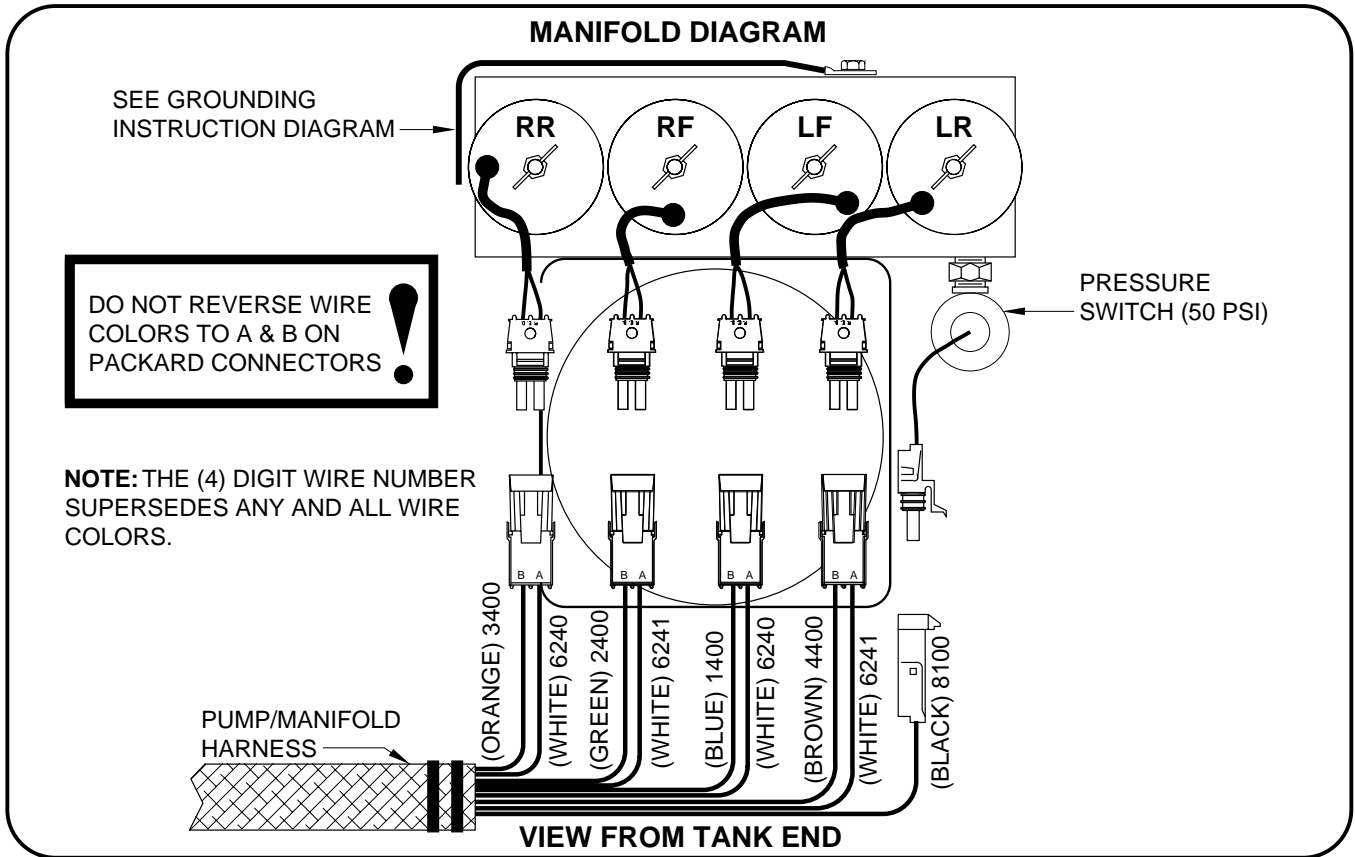 MANIFOLD DIAGRAM
SEE GROUNDING
INSTRUCTION DIAGRAM
RR
RF
LF
LR
DO NOT REVERSE WIRE
COLORS TO A & B ON
PACKARD CONNECTORS
!
PRESSURE
SWITCH (50 PSI)
NOTE: THE (4) DIGIT WIRE NUMBER
SUPERSEDES ANY AND ALL WIRE
COLORS.
B A
B A
B A
B A
(ORANGE) 3400
(WHITE) 6240
(GREEN) 2400
(WHITE) 6241
(BLUE) 1400
(WHITE) 6240
(BROWN) 4400
(WHITE) 6241
(BLACK) 8100
PUMP/MANIFOLD
HARNESS
VIEW FROM TANK END